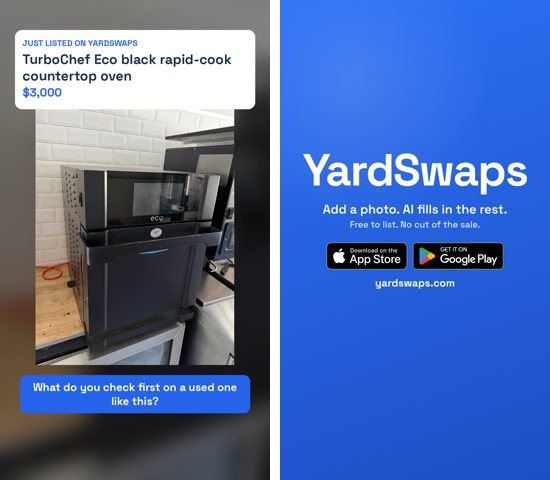 JUST LISTED ON YARDSWAPS
TurboChef Eco black rapid-cook
countertop oven
$3,000
eco
What do you check first on a used one
like this?
YardSwaps
Add a photo. AI fills in the rest.
Free to list. No cut of the sale.
Download on the
App Store
GET IT ON
Google Play
yardswaps.com